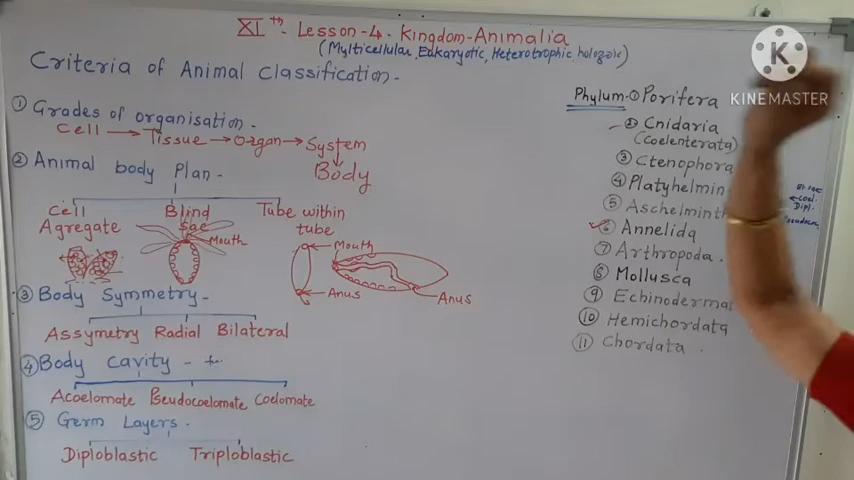 XIth - Lesson-4. Kingdom-Animalia
(Mylticellular, Eukaryotic, Heterotrophic, holozoic)
Criteria of Animal Classification -
① Grades of organisation -
Cell → Tissue → Organ → System
Body
② Animal body Plan -
Cell Agregate
Blind Sac
Mouth
Tube within tube
Mouth
Anus
Anus
③ Body Symmetry -
Assymetry Radial Bilateral
④ Body Cavity -
Acoelomate Pseudocoelomate Coelomate
⑤ Germ Layers -
Diploblastic Triploblastic
Phylum - ① Porifera
② Cnidaria
(Coelenterata)
③ Ctenophora
④ Platyhelmin
⑤ Aschelminth
⑥ Annelida
⑦ Arthropoda .
⑧ Mollusca
⑨ Echinodermat
⑩ Hemichordata
⑪ Chordata .
K
KINEMASTER